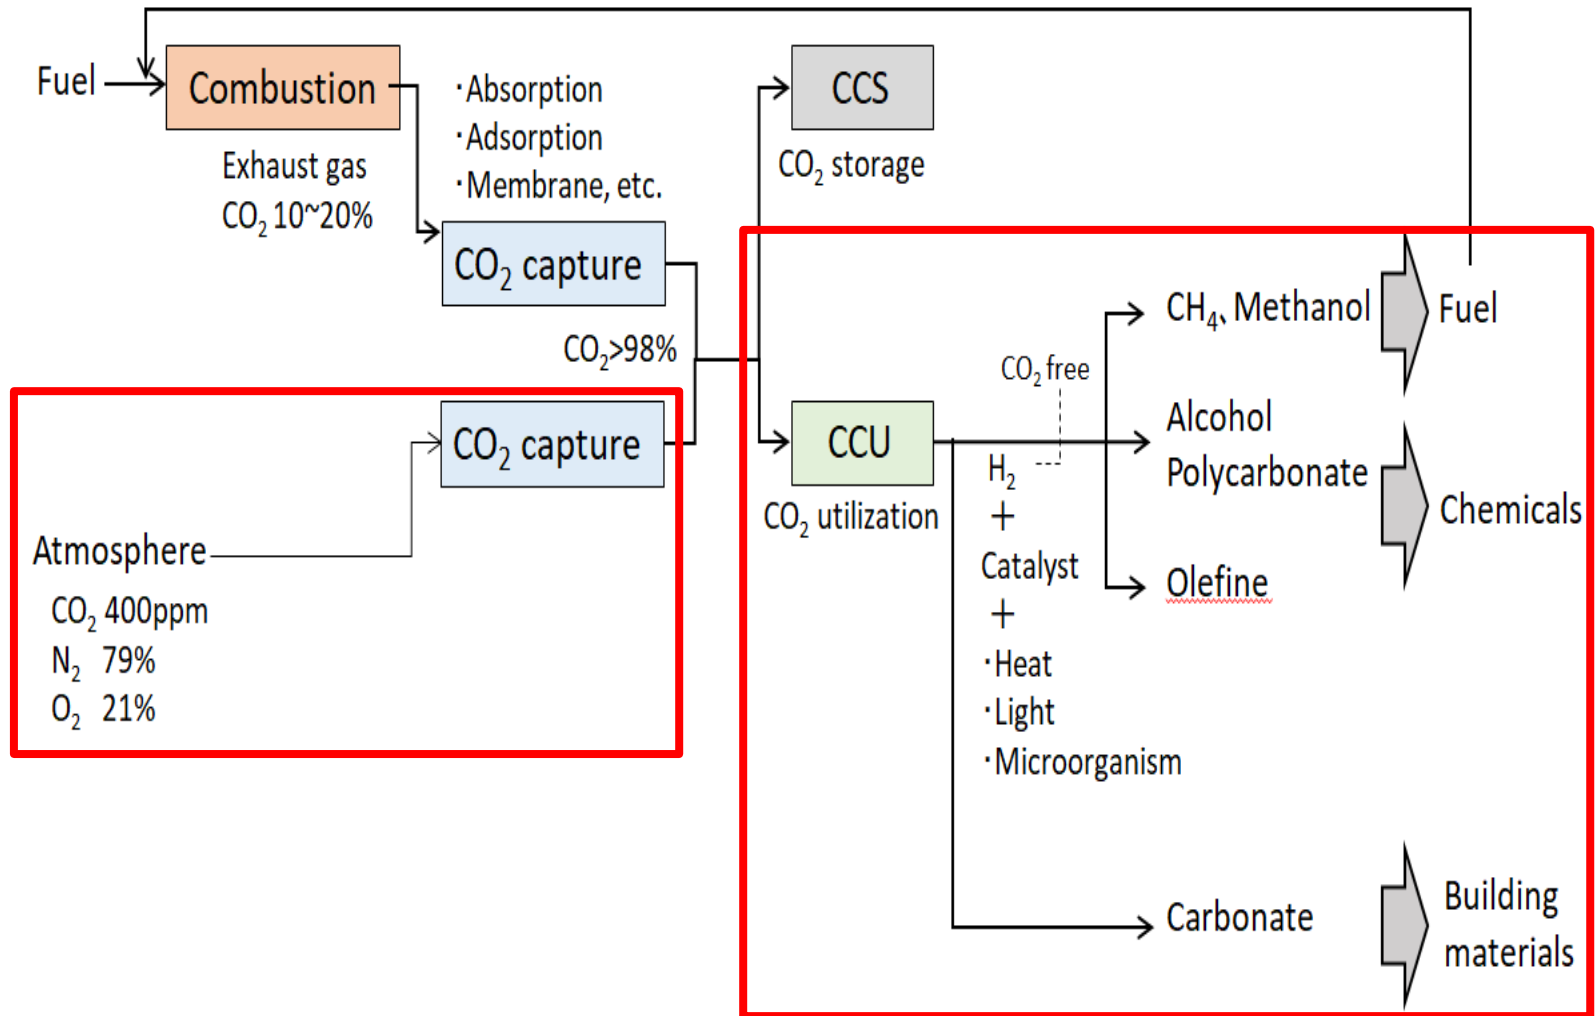 Fuel
Combustion
Exhaust gas
CO₂ 10~20%
·Absorption
·Adsorption
·Membrane, etc.
CO₂ capture
CO₂>98%
CO₂ capture
Atmosphere
CO₂ 400ppm
N₂ 79%
O₂ 21%
CCS
CO₂ storage
CCU
CO₂ utilization
CO₂ free
H₂
+
Catalyst
+
·Heat
·Light
·Microorganism
CH₄、Methanol
Fuel
Alcohol
Polycarbonate
Chemicals
Olefine
Carbonate
Building
materials